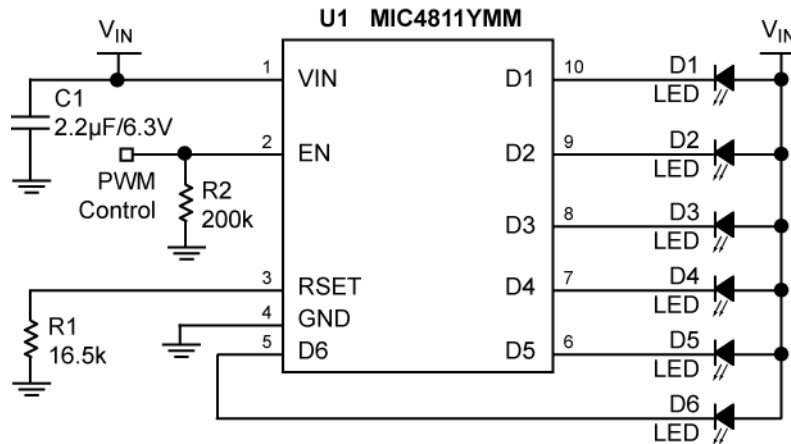 U1 MIC4811YMM
VIN
VIN
1
VIN
D1
10
D1
LED
C1
2.2µF/6.3V
2
EN
D2
9
D2
LED
PWM
Control
R2
200k
D3
8
D3
LED
3
RSET
D4
7
D4
LED
R1
16.5k
4
GND
5
D6
D5
6
D5
LED
D6
LED